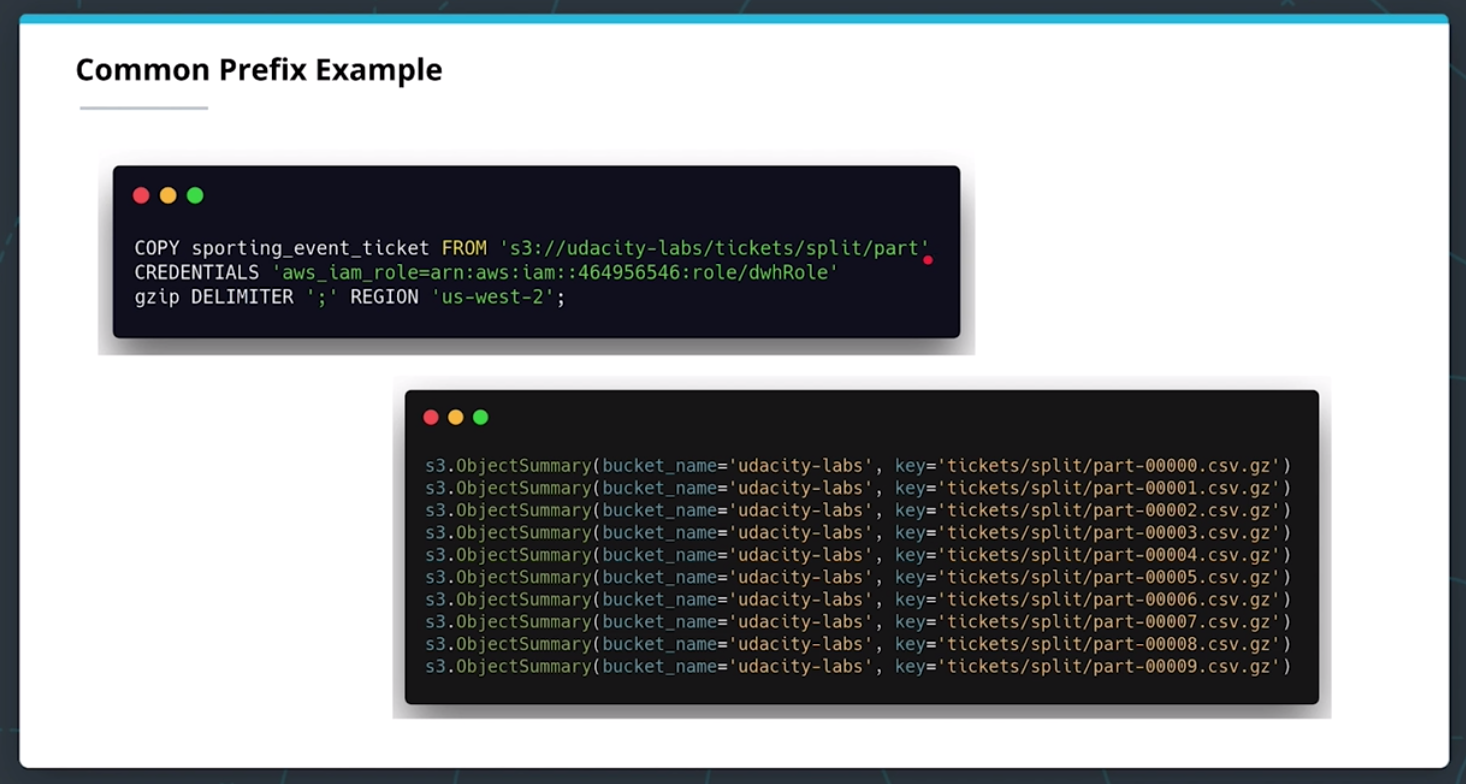 Common Prefix Example
COPY sporting_event_ticket FROM 's3://udacity-labs/tickets/split/part'
CREDENTIALS 'aws_iam_role=arn:aws:iam::464956546:role/dwhRole'
gzip DELIMITER ';' REGION 'us-west-2';
s3.ObjectSummary(bucket_name='udacity-labs', key='tickets/split/part-00000.csv.gz')
s3.ObjectSummary(bucket_name='udacity-labs', key='tickets/split/part-00001.csv.gz')
s3.ObjectSummary(bucket_name='udacity-labs', key='tickets/split/part-00002.csv.gz')
s3.ObjectSummary(bucket_name='udacity-labs', key='tickets/split/part-00003.csv.gz')
s3.ObjectSummary(bucket_name='udacity-labs', key='tickets/split/part-00004.csv.gz')
s3.ObjectSummary(bucket_name='udacity-labs', key='tickets/split/part-00005.csv.gz')
s3.ObjectSummary(bucket_name='udacity-labs', key='tickets/split/part-00006.csv.gz')
s3.ObjectSummary(bucket_name='udacity-labs', key='tickets/split/part-00007.csv.gz')
s3.ObjectSummary(bucket_name='udacity-labs', key='tickets/split/part-00008.csv.gz')
s3.ObjectSummary(bucket_name='udacity-labs', key='tickets/split/part-00009.csv.gz')